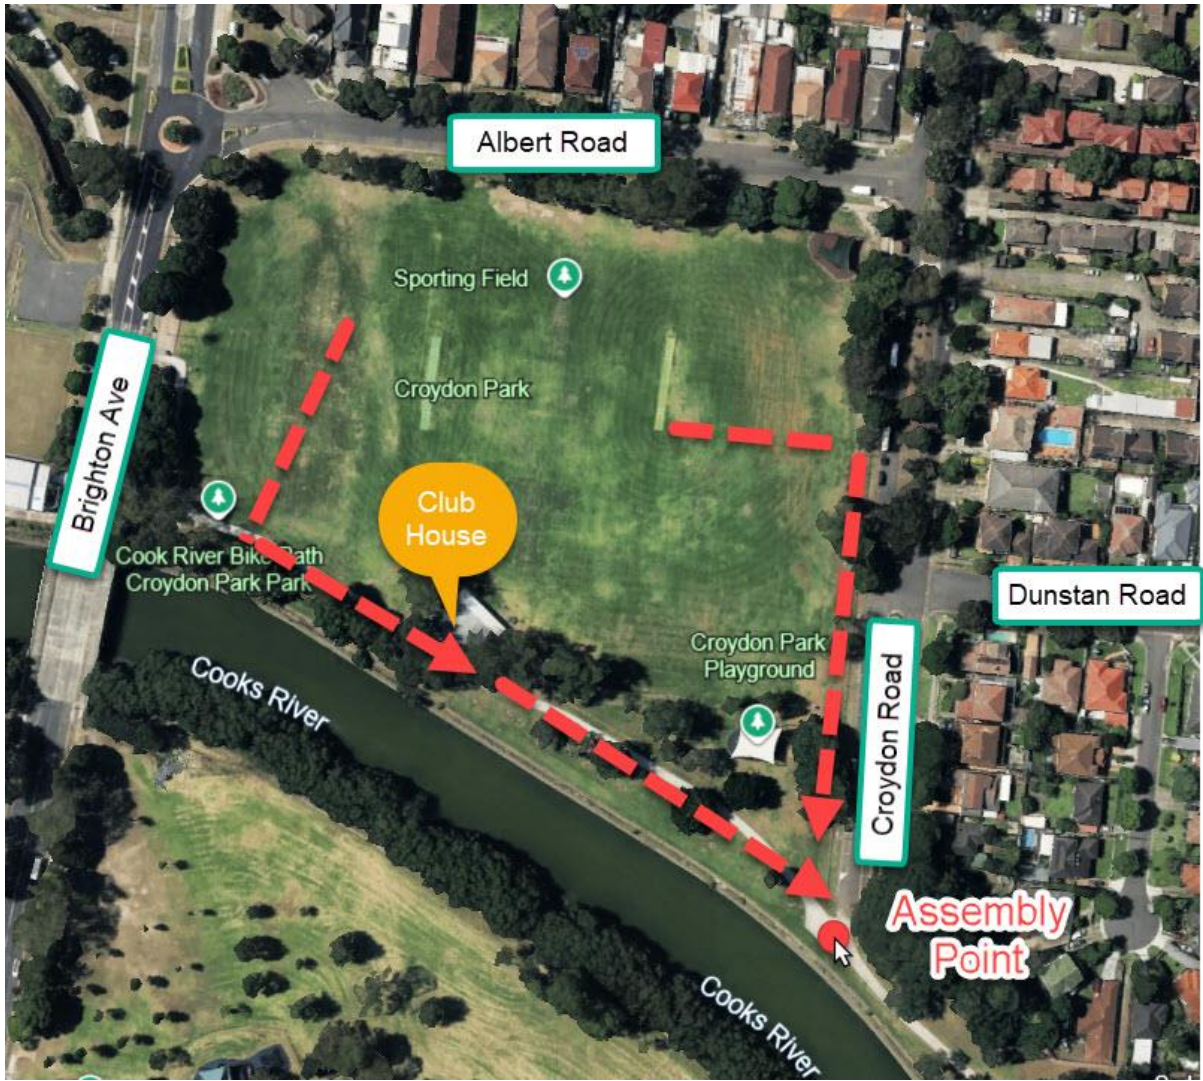 Albert Road
Sporting Field
Croydon Park
Brighton Ave
Club
House
Cook River Bike Path
Croydon Park Park
Dunstan Road
Croydon Park
Playground
Cooks River
Croydon Road
Assembly
Point
Cooks River